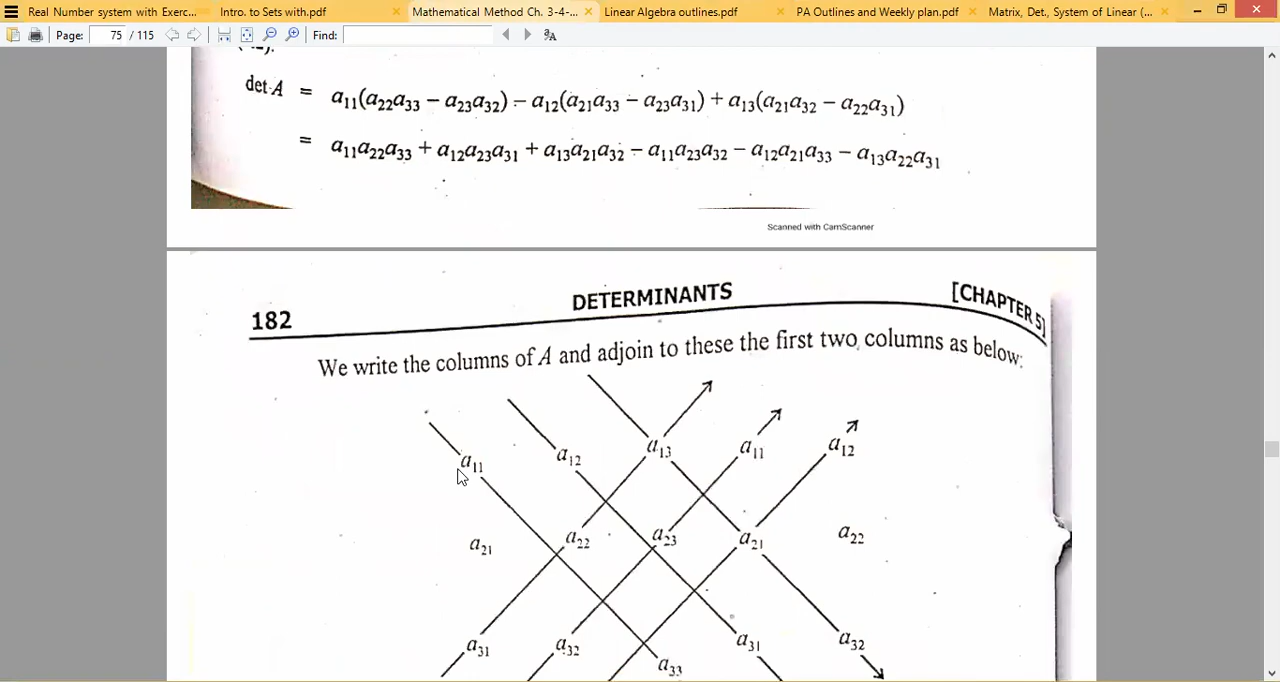 Real Number system with Exerc... Intro. to Sets with.pdf Mathematical Method Ch. 3-4-... Linear Algebra outlines.pdf PA Outlines and Weekly plan.pdf Matrix, Det., System of Linear (...
Page: 75 / 115 Find:
det A = a₁₁(a₂₂a₃₃ − a₂₃a₃₂) − a₁₂(a₂₁a₃₃ − a₂₃a₃₁) + a₁₃(a₂₁a₃₂ − a₂₂a₃₁)
= a₁₁a₂₂a₃₃ + a₁₂a₂₃a₃₁ + a₁₃a₂₁a₃₂ − a₁₁a₂₃a₃₂ − a₁₂a₂₁a₃₃ − a₁₃a₂₂a₃₁
Scanned with CamScanner
182 DETERMINANTS [CHAPTER 5]
We write the columns of A and adjoin to these the first two columns as below:
a₁₁ a₁₂ a₁₃ a₁₁ a₁₂
a₂₁ a₂₂ a₂₃ a₂₁ a₂₂
a₃₁ a₃₂ a₃₃ a₃₁ a₃₂